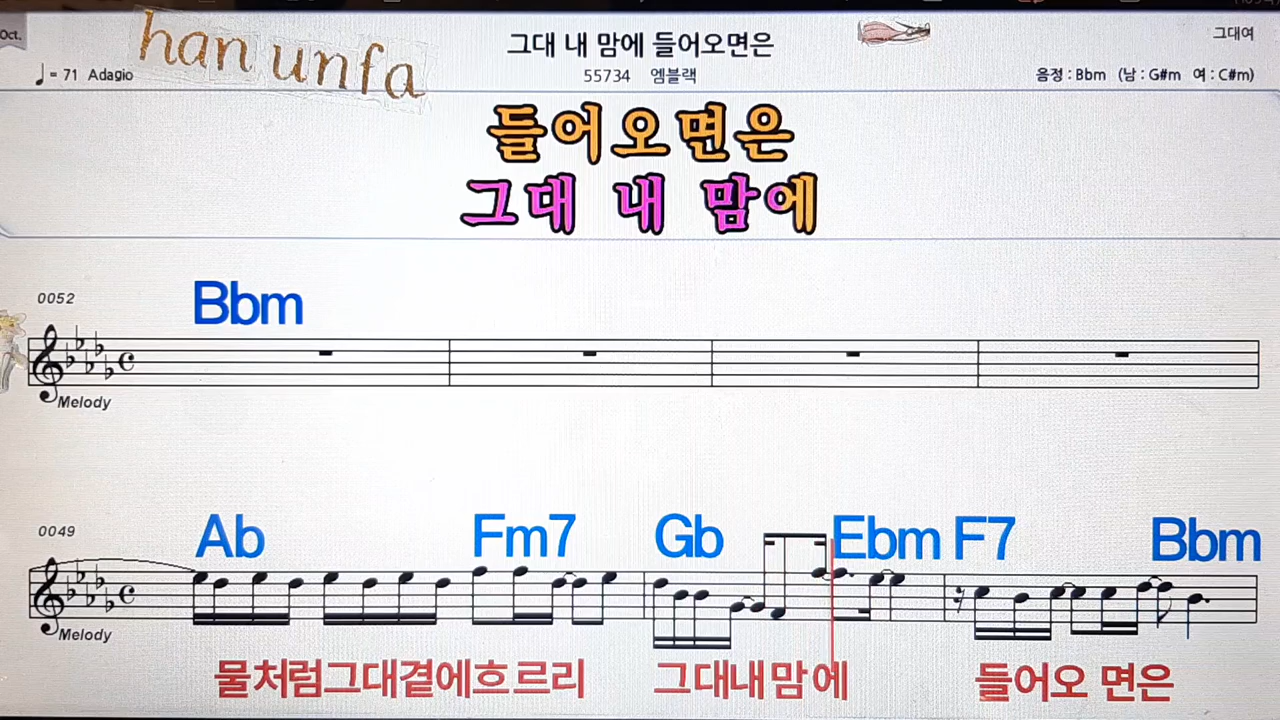 Oct.
han unfa
그대 내 맘에 들어오면은
그대여
= 71 Adagio
55734 엠블랙
음정 : Bbm (남 : G#m 여 : C#m)
들어오면은
그대 내 맘에
0052
Bbm
Melody
0049
Ab Fm7 Gb Ebm F7 Bbm
Melody
물처럼그대곁에흐르리 그대내맘에 들어오 면은